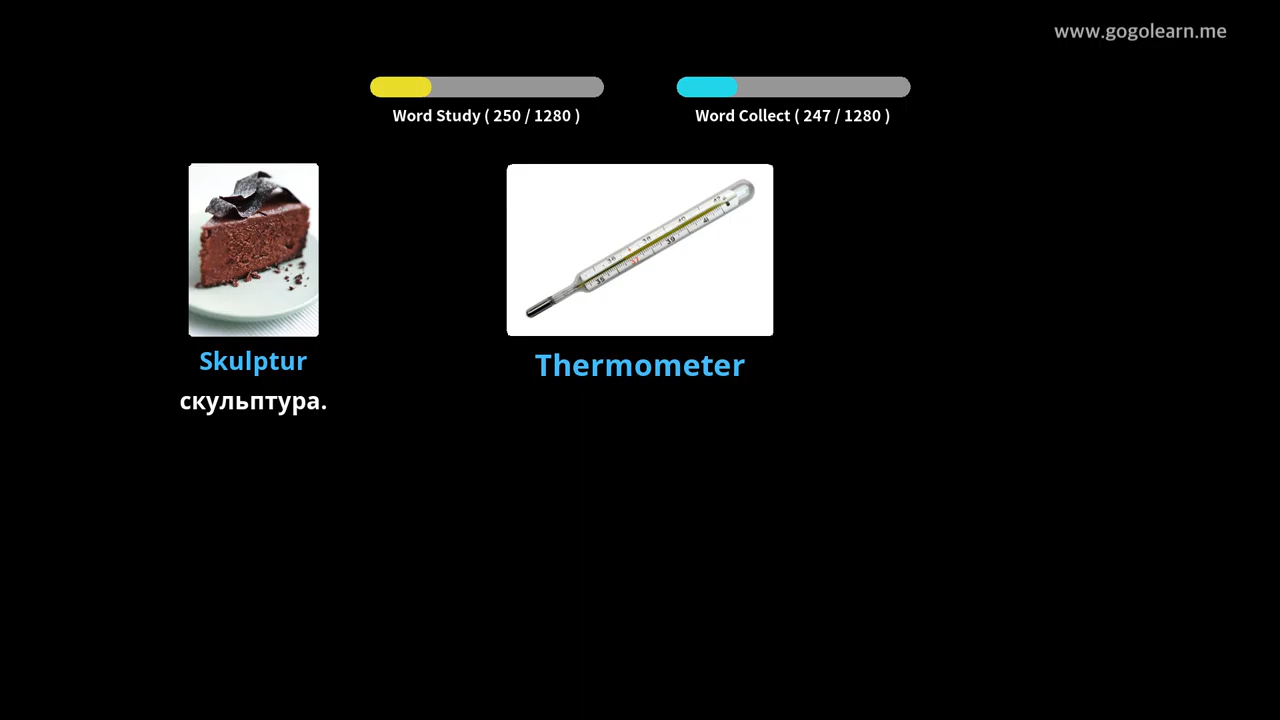 www.gogolearn.me
Word Study ( 250 / 1280 )
Word Collect ( 247 / 1280 )
Skulptur
скульптура.
Thermometer